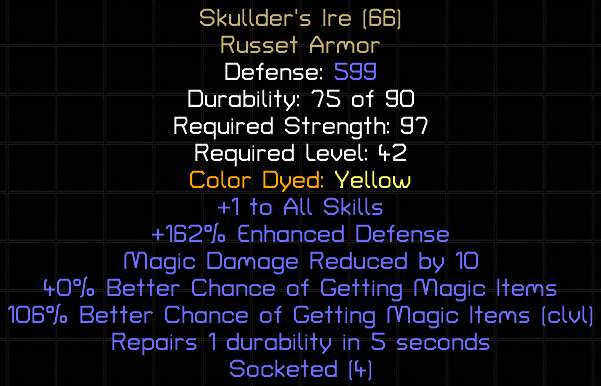 Skullder's Ire (66)
Russet Armor
Defense: 599
Durability: 75 of 90
Required Strength: 97
Required Level: 42
Color Dyed: Yellow
+1 to All Skills
+162% Enhanced Defense
Magic Damage Reduced by 10
40% Better Chance of Getting Magic Items
106% Better Chance of Getting Magic Items (clvl)
Repairs 1 durability in 5 seconds
Socketed (4)